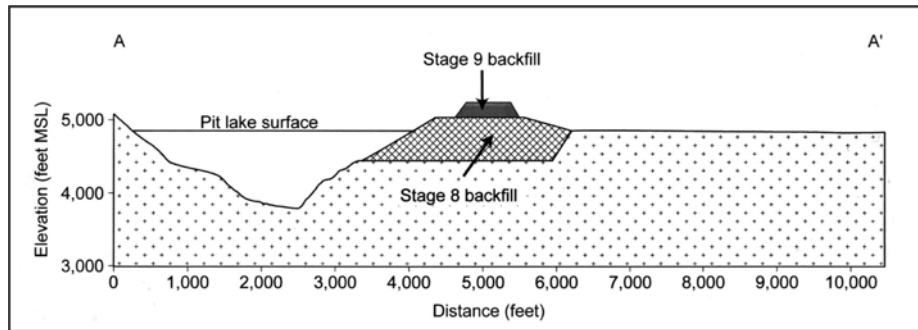 A
A'
Stage 9 backfill
Pit lake surface
Stage 8 backfill
Elevation (feet MSL)
5,000
4,000
3,000
0
1,000
2,000
3,000
4,000
5,000
6,000
7,000
8,000
9,000
10,000
Distance (feet)